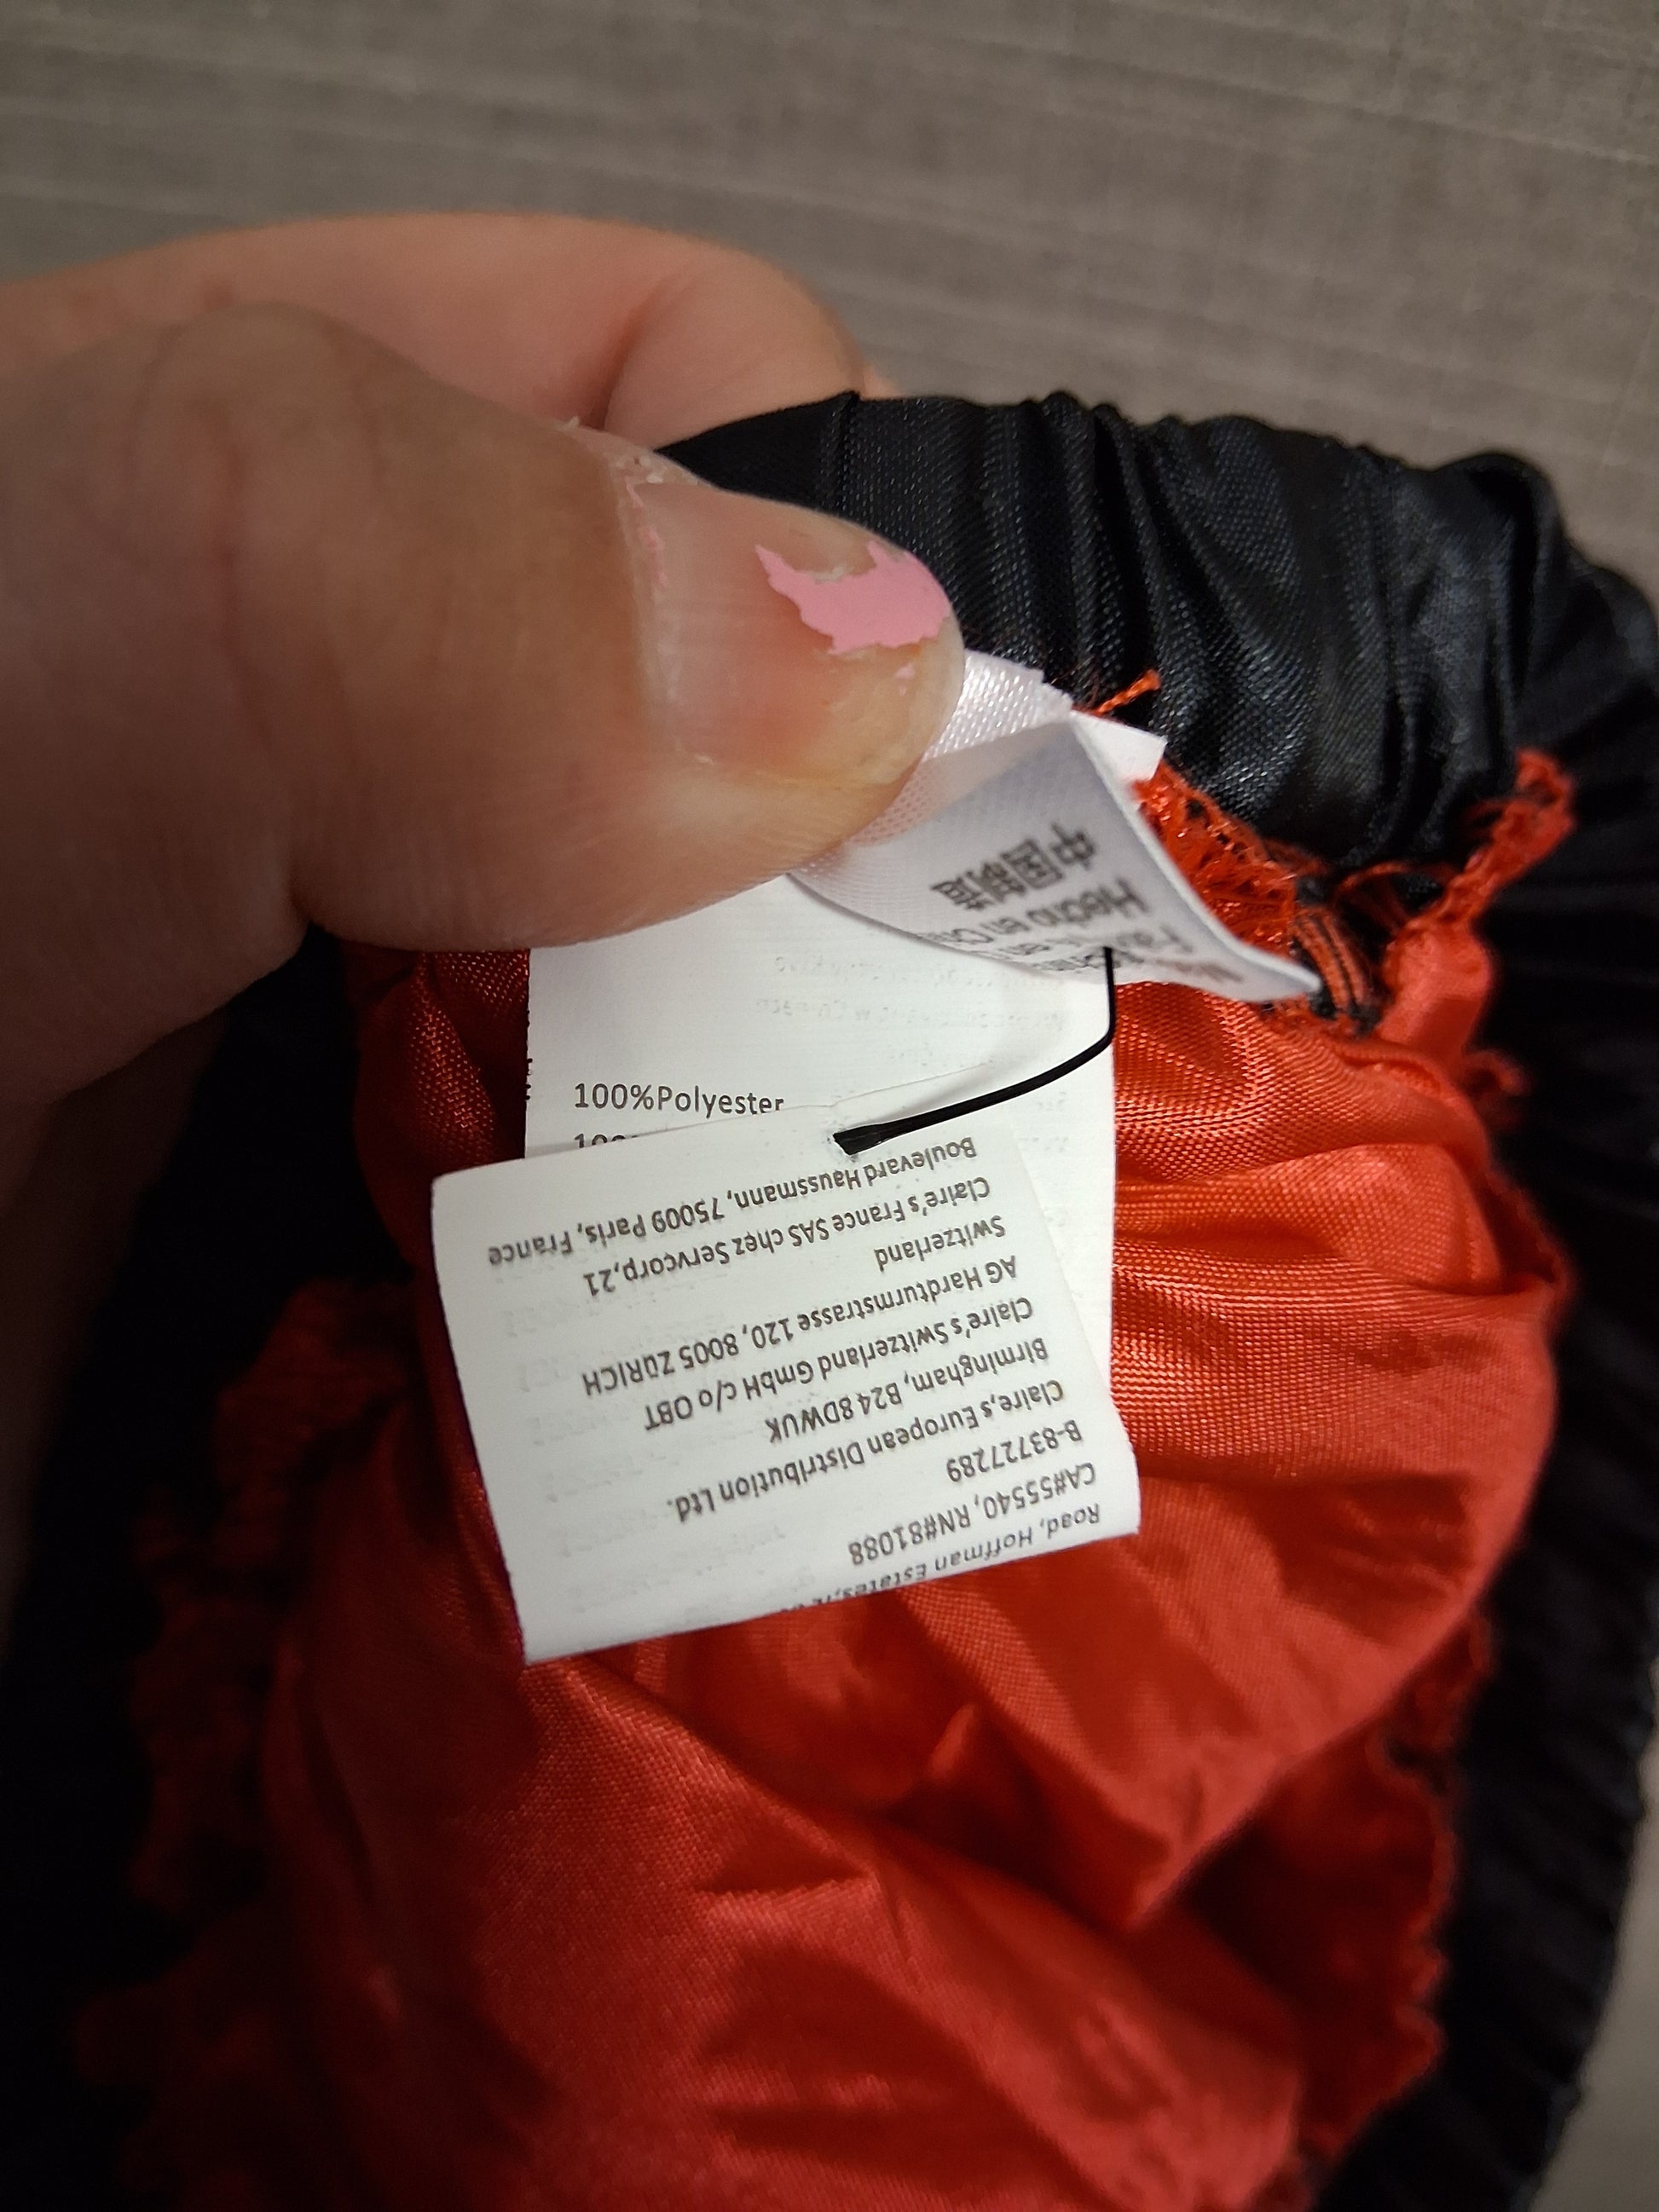 中国制造
Hecho en
100%Polyester
Road, Hoffman Estates,
CA#55540, RN#81088
B-83727289
Claire,s European Distribution Ltd.
Birmingham, B24 8DWUK
Claire's Switzerland GmbH c/o OBT
AG Hardturmstrasse 120, 8005 ZüRICH
Switzerland
Claire's France SAS chez Servcorp,21
Boulevard Haussmann, 75009 Paris, France